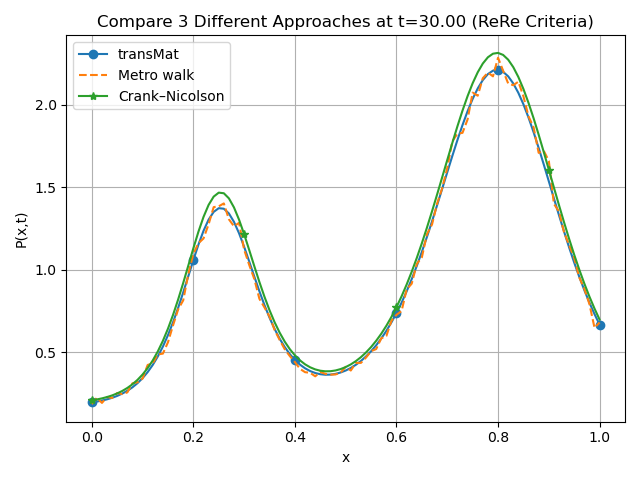 Compare 3 Different Approaches at t=30.00 (ReRe Criteria)
transMat
Metro walk
Crank–Nicolson
P(x,t)
2.0
1.5
1.0
0.5
0.0 0.2 0.4 0.6 0.8 1.0
x